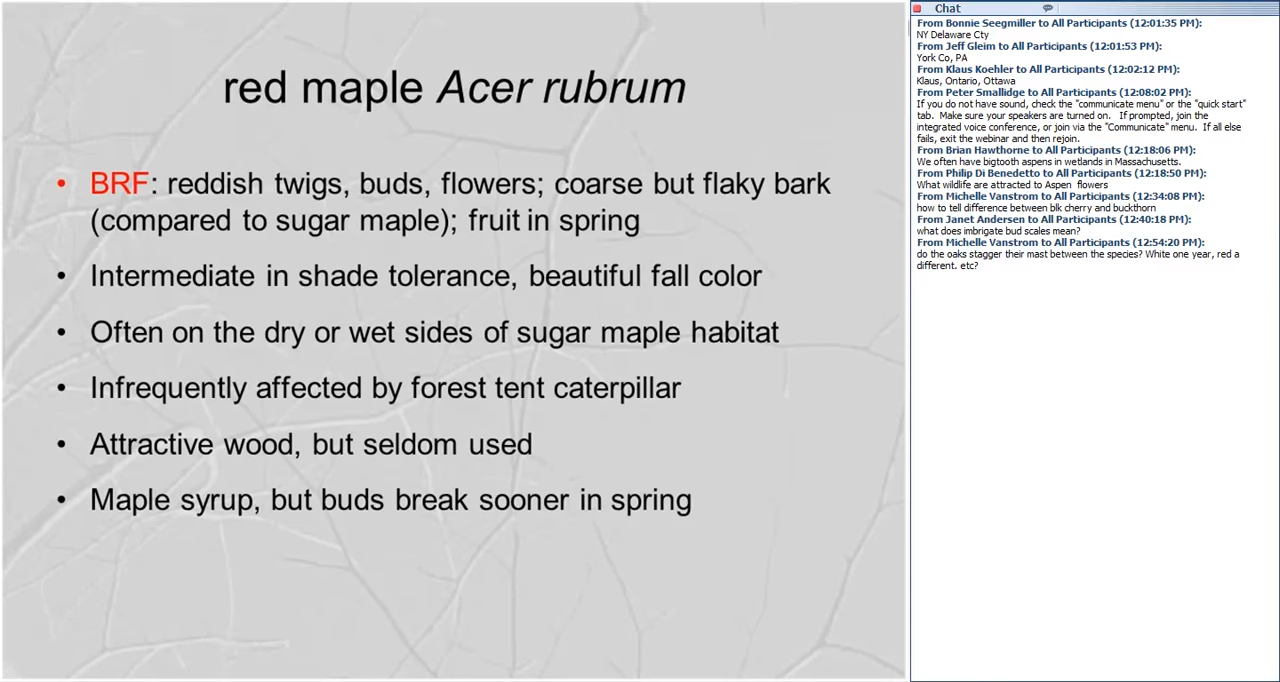 red maple Acer rubrum
• BRF: reddish twigs, buds, flowers; coarse but flaky bark
(compared to sugar maple); fruit in spring
• Intermediate in shade tolerance, beautiful fall color
• Often on the dry or wet sides of sugar maple habitat
• Infrequently affected by forest tent caterpillar
• Attractive wood, but seldom used
• Maple syrup, but buds break sooner in spring
Chat
From Bonnie Seegmiller to All Participants (12:01:35 PM):
NY Delaware Cty
From Jeff Gleim to All Participants (12:01:53 PM):
York Co, PA
From Klaus Koehler to All Participants (12:02:12 PM):
Klaus, Ontario, Ottawa
From Peter Smallidge to All Participants (12:08:02 PM):
If you do not have sound, check the "communicate menu" or the "quick start"
tab. Make sure your speakers are turned on. If prompted, join the
integrated voice conference, or join via the "Communicate" menu. If all else
fails, exit the webinar and then rejoin.
From Brian Hawthorne to All Participants (12:18:06 PM):
We often have bigtooth aspens in wetlands in Massachusetts.
From Philip Di Benedetto to All Participants (12:18:50 PM):
What wildlife are attracted to Aspen flowers
From Michelle Vanstrom to All Participants (12:34:08 PM):
how to tell difference between blk cherry and buckthorn
From Janet Andersen to All Participants (12:40:18 PM):
what does imbrigate bud scales mean?
From Michelle Vanstrom to All Participants (12:54:20 PM):
do the oaks stagger their mast between the species? White one year, red a
different. etc?